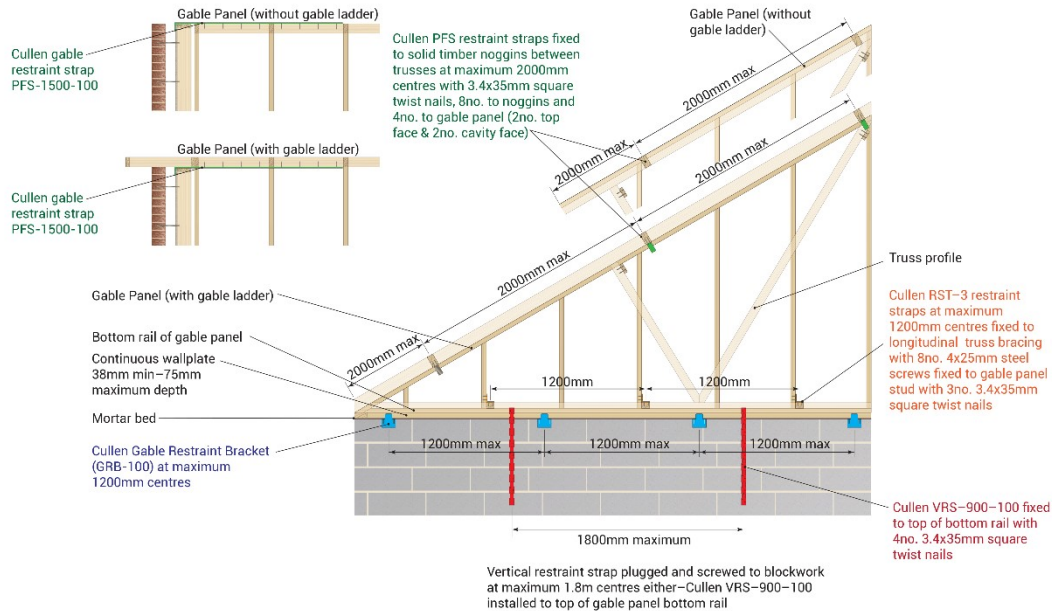 Gable Panel (without gable ladder)
Cullen gable
restraint strap
PFS-1500-100
Gable Panel (with gable ladder)
Cullen gable
restraint strap
PFS-1500-100
Cullen PFS restraint straps fixed
to solid timber noggins between
trusses at maximum 2000mm
centres with 3.4x35mm square
twist nails, 8no. to noggins and
4no. to gable panel (2no. top
face & 2no. cavity face)
Gable Panel (without
gable ladder)
2000mm max
2000mm max
2000mm max
2000mm max
2000mm max
Gable Panel (with gable ladder)
Bottom rail of gable panel
Continuous wallplate
38mm min–75mm
maximum depth
Mortar bed
Cullen Gable Restraint Bracket
(GRB-100) at maximum
1200mm centres
Truss profile
Cullen RST–3 restraint
straps at maximum
1200mm centres fixed to
longitudinal truss bracing
with 8no. 4x25mm steel
screws fixed to gable panel
stud with 3no. 3.4x35mm
square twist nails
1200mm
1200mm
1200mm max
1200mm max
1200mm max
1800mm maximum
Cullen VRS–900–100 fixed
to top of bottom rail with
4no. 3.4x35mm square
twist nails
Vertical restraint strap plugged and screwed to blockwork
at maximum 1.8m centres either–Cullen VRS–900–100
installed to top of gable panel bottom rail